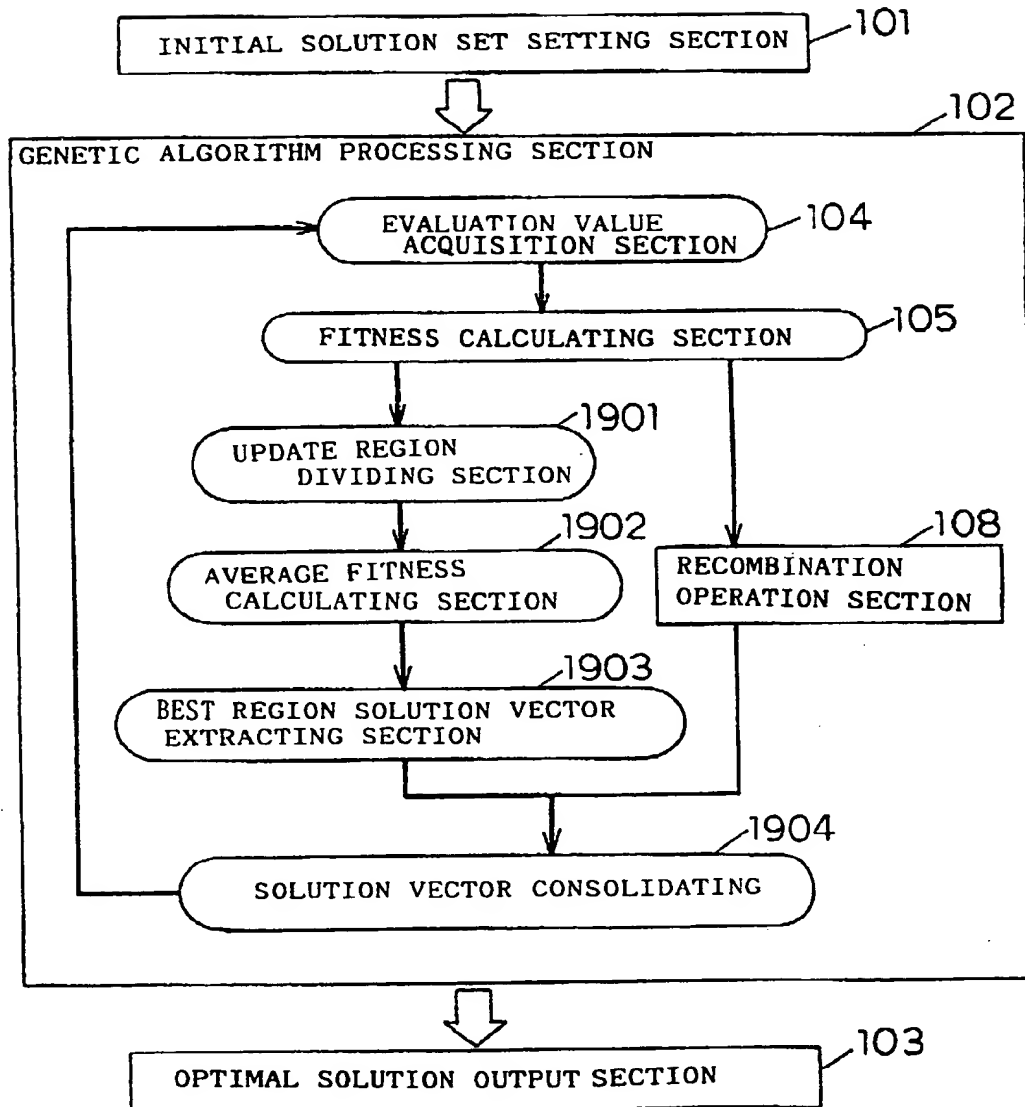 101
INITIAL SOLUTION SET SETTING SECTION
102
GENETIC ALGORITHM PROCESSING SECTION
EVALUATION VALUE
ACQUISITION SECTION
104
FITNESS CALCULATING SECTION
105
1901
UPDATE REGION
DIVIDING SECTION
1902
AVERAGE FITNESS
CALCULATING SECTION
108
RECOMBINATION
OPERATION SECTION
1903
BEST REGION SOLUTION VECTOR
EXTRACTING SECTION
1904
SOLUTION VECTOR CONSOLIDATING
103
OPTIMAL SOLUTION OUTPUT SECTION